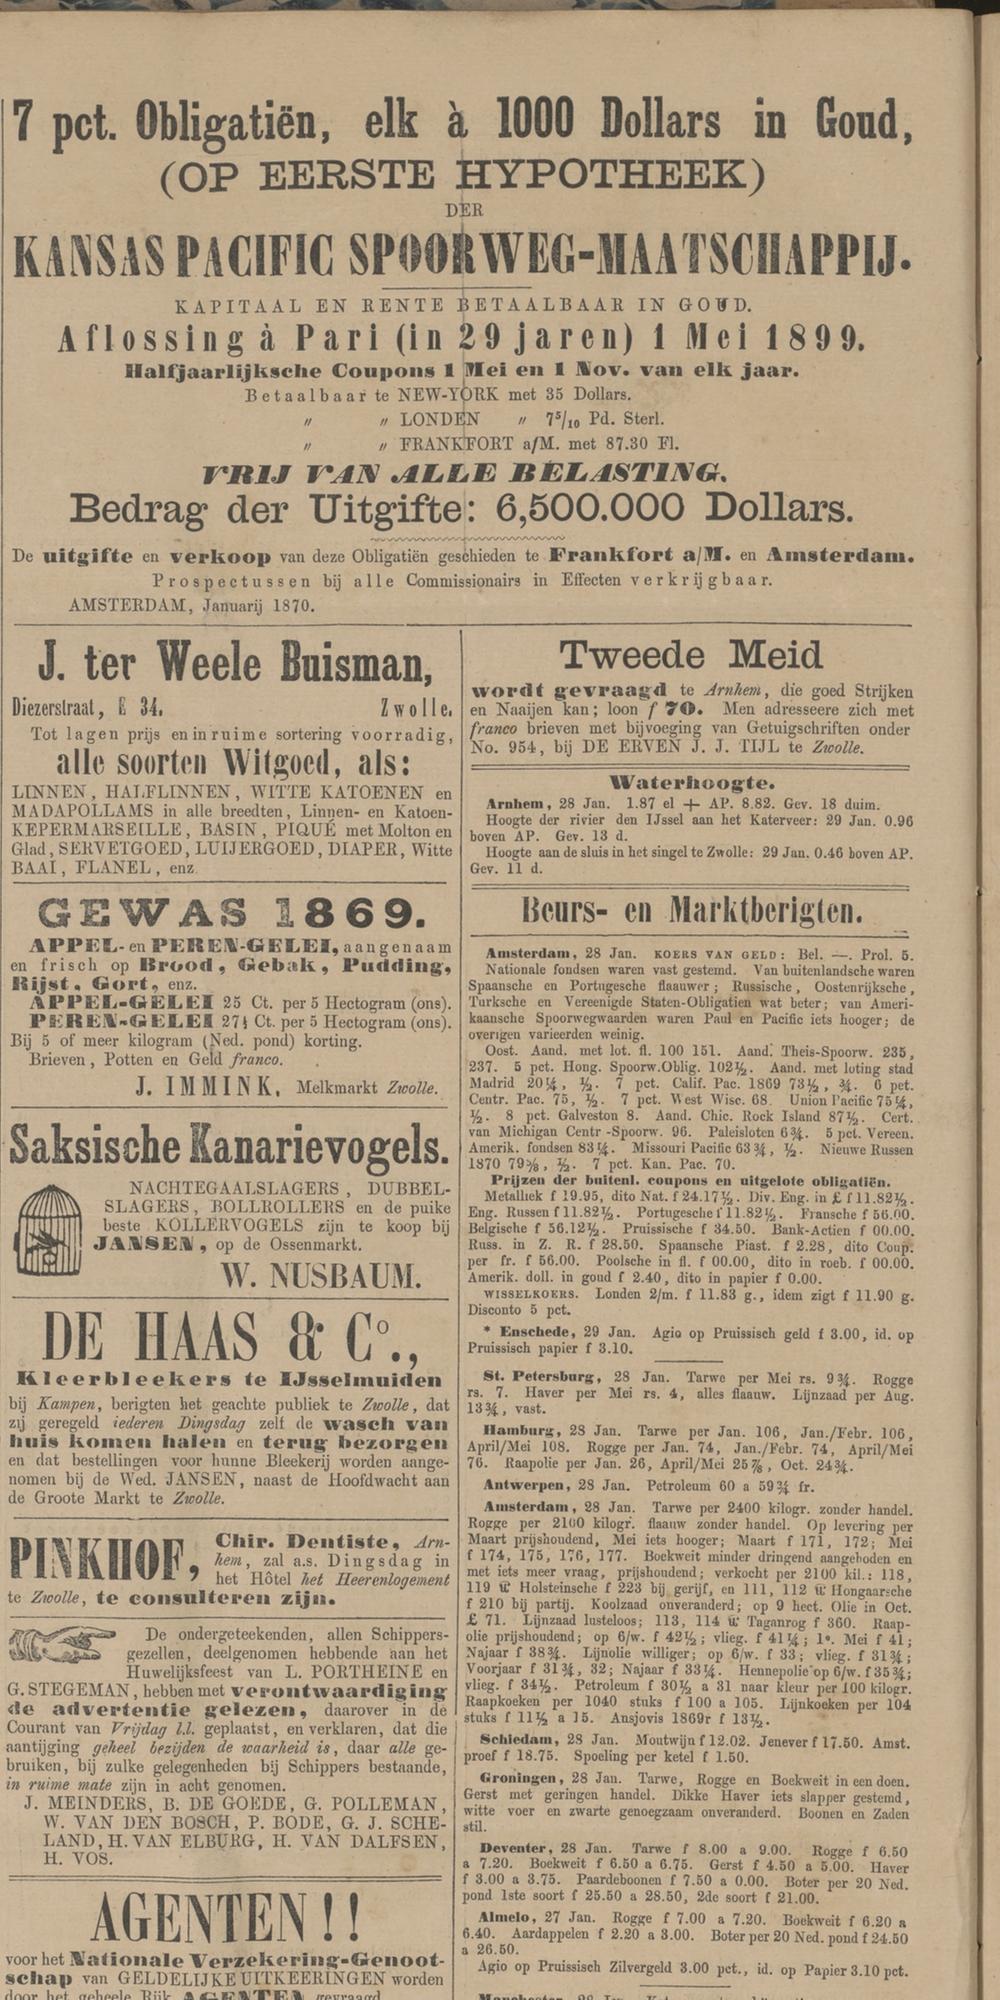 7 pct. Obligatiën, elk à 1000 Dollars in Goud,
(OP EERSTE HYPOTHEEK)
DER
KANSAS PACIFIC SPOORWEG-MAATSCHAPPIJ.
KAPITAAL EN RENTE BETAALBAAR IN GOUD.
Aflossing à Pari (in 29 jaren) 1 Mei 1899.
Halfjaarlijksche Coupons 1 Mei en 1 Nov. van elk jaar.
Betaalbaar te NEW-YORK met 35 Dollars.
" " LONDEN " 7 5/10 Pd. Sterl.
" " FRANKFORT a/M. met 87.30 Fl.
VRIJ VAN ALLE BELASTING.
Bedrag der Uitgifte: 6,500.000 Dollars.
De uitgifte en verkoop van deze Obligatiën geschieden te Frankfort a/M. en Amsterdam.
Prospectussen bij alle Commissionairs in Effecten verkrijgbaar.
AMSTERDAM, Januarij 1870.
J. ter Weele Buisman,
Diezerstraat, E 34, Zwolle.
Tot lagen prijs en in ruime sortering voorradig,
alle soorten Witgoed, als:
LINNEN, HALFLINNEN, WITTE KATOENEN en
MADAPOLLAMS in alle breedten, Linnen- en Katoen-
KEPERMARSEILLE, BASIN, PIQUÉ met Molton en
Glad, SERVETGOED, LUIJERGOED, DIAPER, Witte
BAAI, FLANEL, enz
GEWAS 1869.
APPEL- en PEREN-GELEI, aangenaam
en frisch op Brood, Gebak, Pudding,
Rijst, Gort, enz.
APPEL-GELEI 25 Ct. per 5 Hectogram (ons).
PEREN-GELEI 27½ Ct. per 5 Hectogram (ons).
Bij 5 of meer kilogram (Ned. pond) korting.
Brieven, Potten en Geld franco.
J. IMMINK, Melkmarkt Zwolle.
Saksische Kanarievogels.
NACHTEGAALSLAGERS, DUBBEL-
SLAGERS, BOLLROLLERS en de puike
beste KOLLERVOGELS zijn te koop bij
JANSEN, op de Ossenmarkt.
W. NUSBAUM.
DE HAAS & Co.,
Kleerbleekers te IJsselmuiden
bij Kampen, berigten het geachte publiek te Zwolle, dat
zij geregeld iederen Dingsdag zelf de wasch van
huis komen halen en terug bezorgen
en dat bestellingen voor hunne Bleekerij worden aange-
nomen bij de Wed. JANSEN, naast de Hoofdwacht aan
de Groote Markt te Zwolle.
PINKHOF, Chir. Dentiste, Arn-
hem, zal a.s. Dingsdag in
het Hôtel het Heerenlogement
te Zwolle, te consulteren zijn.
De ondergeteekenden, allen Schippers-
gezellen, deelgenomen hebbende aan het
Huwelijksfeest van L. PORTHEINE en
G. STEGEMAN, hebben met verontwaardiging
de advertentie gelezen, daarover in de
Courant van Vrijdag l.l. geplaatst, en verklaren, dat die
aantijging geheel bezijden de waarheid is, daar alle ge-
bruiken, bij zulke gelegenheden bij Schippers bestaande,
in ruime mate zijn in acht genomen.
J. MEINDERS, B. DE GOEDE, G. POLLEMAN,
W. VAN DEN BOSCH, P. BODE, G. J. SCHE-
LAND, H. VAN ELBURG, H. VAN DALFSEN,
H. VOS.
AGENTEN!!
voor het Nationale Verzekering-Genoot-
schap van GELDELIJKE UITKEERINGEN worden
door het geheele Rijk AGENTEN gevraagd
Tweede Meid
wordt gevraagd te Arnhem, die goed Strijken
en Naaijen kan; loon f 70. Men adresseere zich met
franco brieven met bijvoeging van Getuigschriften onder
No. 954, bij DE ERVEN J. J. TIJL te Zwolle.
Waterhoogte.
Arnhem, 28 Jan. 1.87 el + AP. 8.82. Gev. 18 duim.
Hoogte der rivier den IJssel aan het Katerveer: 29 Jan. 0.96
boven AP. Gev. 13 d.
Hoogte aan de sluis in het singel te Zwolle: 29 Jan. 0.46 boven AP.
Gev. 11 d.
Beurs- en Marktberigten.
Amsterdam, 28 Jan. KOERS VAN GELD: Bel. —. Prol. 5.
Nationale fondsen waren vast gestemd. Van buitenlandsche waren
Spaansche en Portugesche flaauwer; Russische, Oostenrijksche,
Turksche en Vereenigde Staten-Obligatien wat beter; van Ameri-
kaansche Spoorwegwaarden waren Paul en Pacific iets hooger; de
overigen varieerden weinig.
Oost. Aand. met lot. fl. 100 151. Aand. Theis-Spoorw. 235,
237. 5 pct. Hong. Spoorw.Oblig. 102½. Aand. met loting stad
Madrid 20¼, ½. 7 pct. Calif. Pac. 1869 73½, ¾. 6 pct.
Centr. Pac. 75, ½. 7 pct. West Wisc. 68. Union Pacific 75¼,
½. 8 pct. Galveston 8. Aand. Chic. Rock Island 87½. Cert.
van Michigan Centr-Spoorw. 96. Paleisloten 6¾. 5 pct. Vereen.
Amerik. fondsen 83¼. Missouri Pacific 63¾, ½. Nieuwe Russen
1870 79⅝, ½. 7 pct. Kan. Pac. 70.
Prijzen der buitenl. coupons en uitgelote obligatiën.
Metalliek f 19.95, dito Nat. f 24.17½. Div. Eng. in £ f 11.82½.
Eng. Russen f 11.82½. Portugesche f 11.82½. Fransche f 56.00.
Belgische f 56.12½. Pruissische f 34.50. Bank-Actien f 00.00.
Russ. in Z. R. f 28.50. Spaansche Piast. f 2.28, dito Coup.
per fr. f 56.00. Poolsche in fl. f 00.00, dito in roeb. f 00.00.
Amerik. doll. in goud f 2.40, dito in papier f 0.00.
WISSELKOERS. Londen 2/m. f 11.83 g., idem zigt f 11.90 g.
Disconto 5 pct.
* Enschede, 29 Jan. Agio op Pruissisch geld f 3.00, id. op
Pruissisch papier f 3.10.
St. Petersburg, 28 Jan. Tarwe per Mei rs. 9¾. Rogge
rs. 7. Haver per Mei rs. 4, alles flaauw. Lijnzaad per Aug.
13¾, vast.
Hamburg, 28 Jan. Tarwe per Jan. 106, Jan./Febr. 106,
April/Mei 108. Rogge per Jan. 74, Jan./Febr. 74, April/Mei
76. Raapolie per Jan. 26, April/Mei 25⅞, Oct. 24¾.
Antwerpen, 28 Jan. Petroleum 60 a 59¾ fr.
Amsterdam, 28 Jan. Tarwe per 2400 kilogr. zonder handel.
Rogge per 2100 kilogr. flaauw zonder handel. Op levering per
Maart prijshoudend, Mei iets hooger; Maart f 171, 172; Mei
f 174, 175, 176, 177. Boekweit minder dringend aangeboden en
met iets meer vraag, prijshoudend; verkocht per 2100 kil.: 118,
119 ℔ Holsteinsche f 223 bij gerijf, en 111, 112 ℔ Hongaarsche
f 210 bij partij. Koolzaad onveranderd; op 9 hect. Olie in Oct.
£ 71. Lijnzaad lusteloos; 113, 114 ℔ Taganrog f 360. Raap-
olie prijshoudend; op 6/w. f 42½; vlieg. f 41¼; 1o. Mei f 41;
Najaar f 38¾. Lijnolie williger; op 6/w. f 33; vlieg. f 31¾;
Voorjaar f 31¾, 32; Najaar f 33¼. Hennepolie op 6/w. f 35¾;
vlieg. f 34½. Petroleum f 30½ a 31 naar kleur per 100 kilogr.
Raapkoeken per 1040 stuks f 100 a 105. Lijnkoeken per 104
stuks f 11½ a 15. Ansjovis 1869r f 13½.
Schiedam, 28 Jan. Moutwijn f 12.02. Jenever f 17.50. Amst.
proef f 18.75. Spoeling per ketel f 1.50.
Groningen, 28 Jan. Tarwe, Rogge en Boekweit in een doen.
Gerst met geringen handel. Dikke Haver iets slapper gestemd,
witte voer en zwarte genoegzaam onveranderd. Boonen en Zaden
stil.
Deventer, 28 Jan. Tarwe f 8.00 a 9.00. Rogge f 6.50
a 7.20. Boekweit f 6.50 a 6.75. Gerst f 4.50 a 5.00. Haver
f 3.00 a 3.75. Paardeboonen f 7.50 a 0.00. Boter per 20 Ned.
pond 1ste soort f 25.50 a 28.50, 2de soort f 21.00.
Almelo, 27 Jan. Rogge f 7.00 a 7.20. Boekweit f 6.20 a
6.40. Aardappelen f 2.20 a 3.00. Boter per 20 Ned. pond f 24.50
a 26.50.
Agio op Pruissisch Zilvergeld 3.00 pct., id. op Papier 3.10 pct.